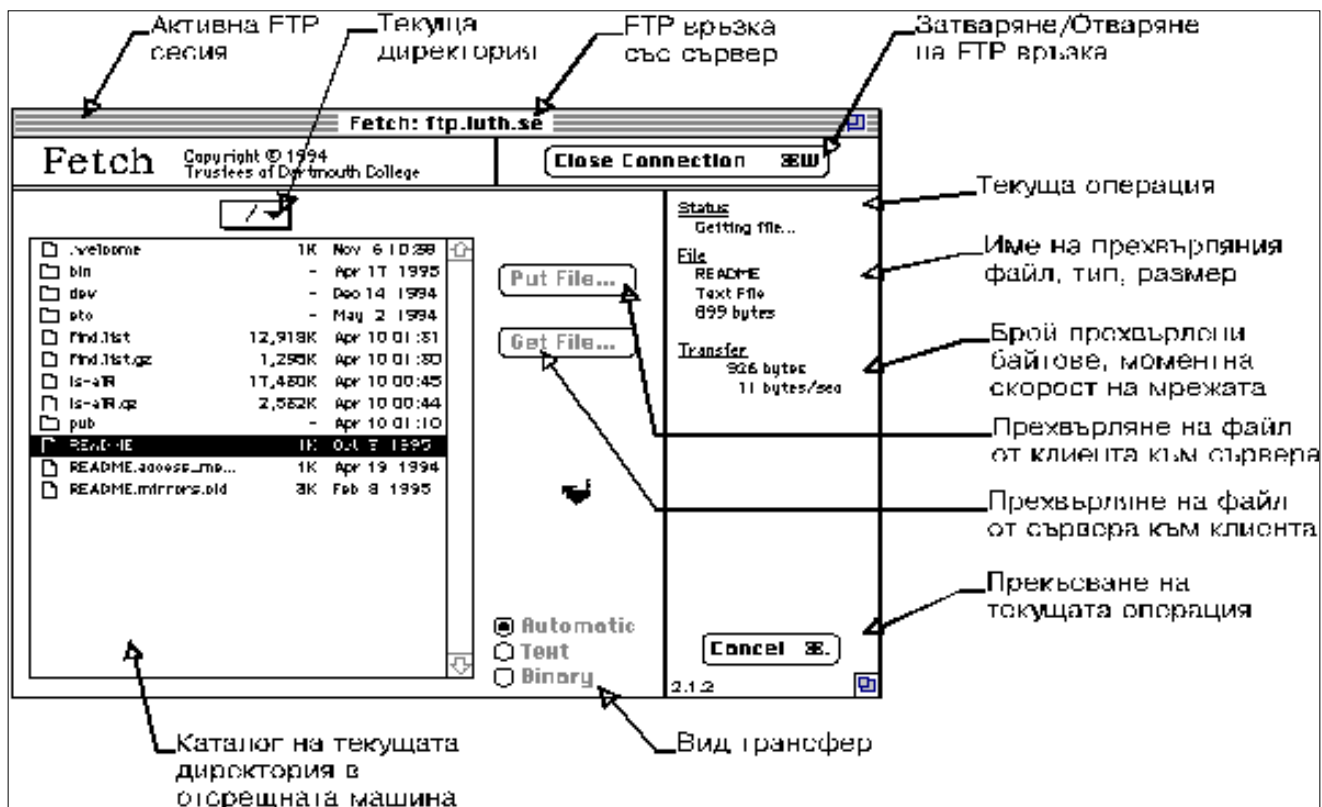 Активна FTP
сесия
Текуща
директория
FTP връзка
със сървер
Затваряне/Отваряне
на FTP връзка
Fetch: ftp.luth.se
Fetch
Copyright © 1994
Trustees of Dartmouth College
Close Connection ⌘W
/
.welcome 1K Nov 6 10:38
bin - Apr 17 1995
dev - Dec 14 1994
etc - May 2 1994
find.list 12,918K Apr 10 01:31
find.list.gz 1,295K Apr 10 01:30
ls-alR 17,480K Apr 10 00:45
ls-alR.gz 2,582K Apr 10 00:44
pub - Apr 10 01:10
README 1K 1995
README.access_me... 1K Apr 19 1994
README.mirrors.old 3K Feb 8 1995
Put File...
Get File...
Automatic
Text
Binary
Status
Getting file...
File
README
Text File
899 bytes
Transfer
926 bytes
11 bytes/sec
Cancel ⌘.
2.1.2
Текуща операция
Име на прехвърляния
файл, тип, размер
Брой прехвърлени
байтове, моментна
скорост на мрежата
Прехвърляне на файл
от клиента към сървера
Прехвърляне на файл
от сървера към клиента
Прекъсване на
текущата операция
Каталог на текущата
директория в
отсрещната машина
Вид трансфер